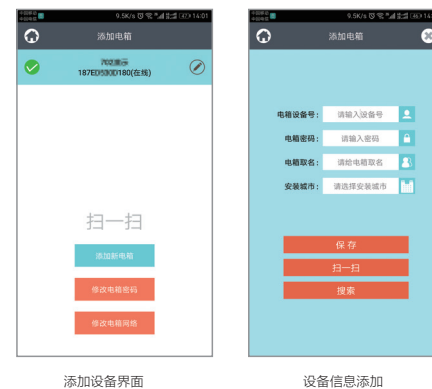 9.5K/s 14:01
添加电箱
187ED5300D180(在线)
扫一扫
添加新电箱
修改电箱密码
修改电箱网络
添加设备界面
9.5K/s
添加电箱
电箱设备号: 请输入设备号
电箱密码: 请输入密码
电箱取名: 请给电箱取名
安装城市: 请选择安装城市
保存
扫一扫
搜索
设备信息添加